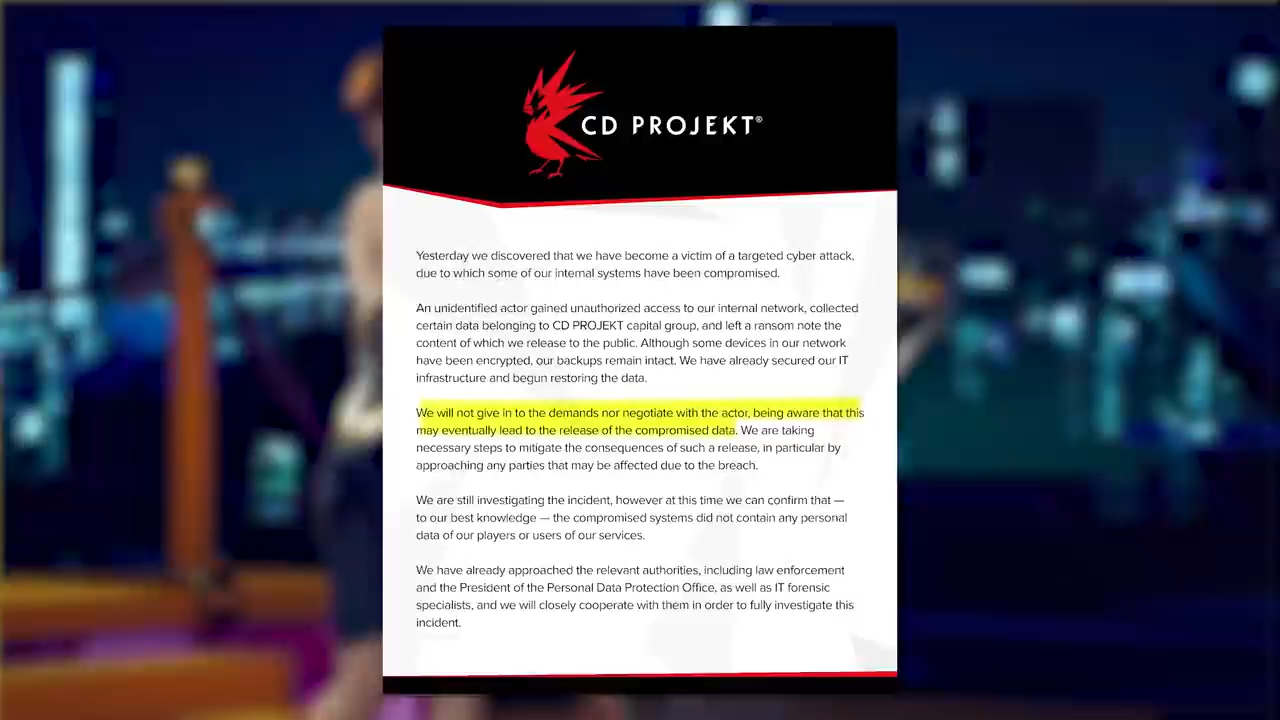 CD PROJEKT®
Yesterday we discovered that we have become a victim of a targeted cyber attack,
due to which some of our internal systems have been compromised.
An unidentified actor gained unauthorized access to our internal network, collected
certain data belonging to CD PROJEKT capital group, and left a ransom note the
content of which we release to the public. Although some devices in our network
have been encrypted, our backups remain intact. We have already secured our IT
infrastructure and begun restoring the data.
We will not give in to the demands nor negotiate with the actor, being aware that this
may eventually lead to the release of the compromised data. We are taking
necessary steps to mitigate the consequences of such a release, in particular by
approaching any parties that may be affected due to the breach.
We are still investigating the incident, however at this time we can confirm that —
to our best knowledge — the compromised systems did not contain any personal
data of our players or users of our services.
We have already approached the relevant authorities, including law enforcement
and the President of the Personal Data Protection Office, as well as IT forensic
specialists, and we will closely cooperate with them in order to fully investigate this
incident.